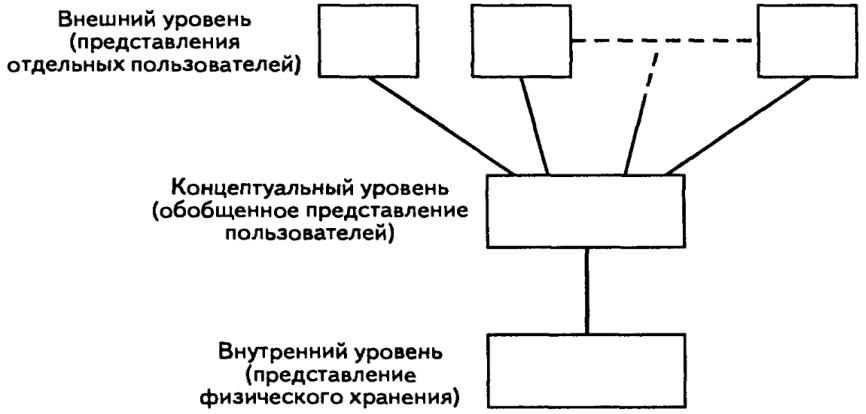 Внешний уровень
(представления
отдельных пользователей)
Концептуальный уровень
(обобщенное представление
пользователей)
Внутренний уровень
(представление
физического хранения)